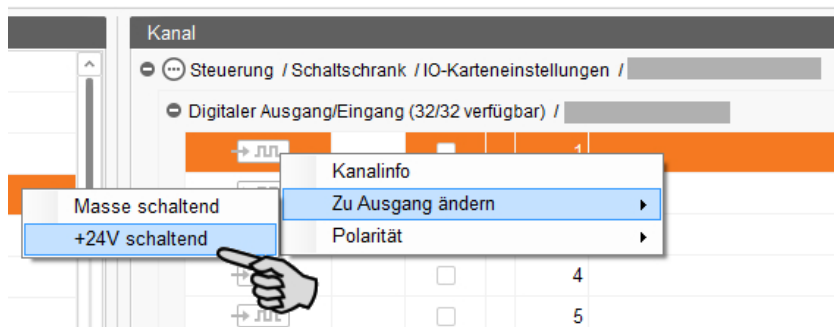 Kanal
Steuerung / Schaltschrank / IO-Karteneinstellungen /
Digitaler Ausgang/Eingang (32/32 verfügbar) /
1
Kanalinfo
Zu Ausgang ändern
Polarität
Masse schaltend
+24V schaltend
4
5